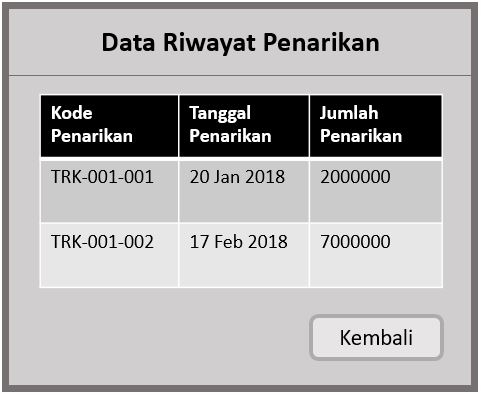 Data Riwayat Penarikan
Kode Penarikan Tanggal Penarikan Jumlah Penarikan
TRK-001-001 20 Jan 2018 2000000
TRK-001-002 17 Feb 2018 7000000
Kembali